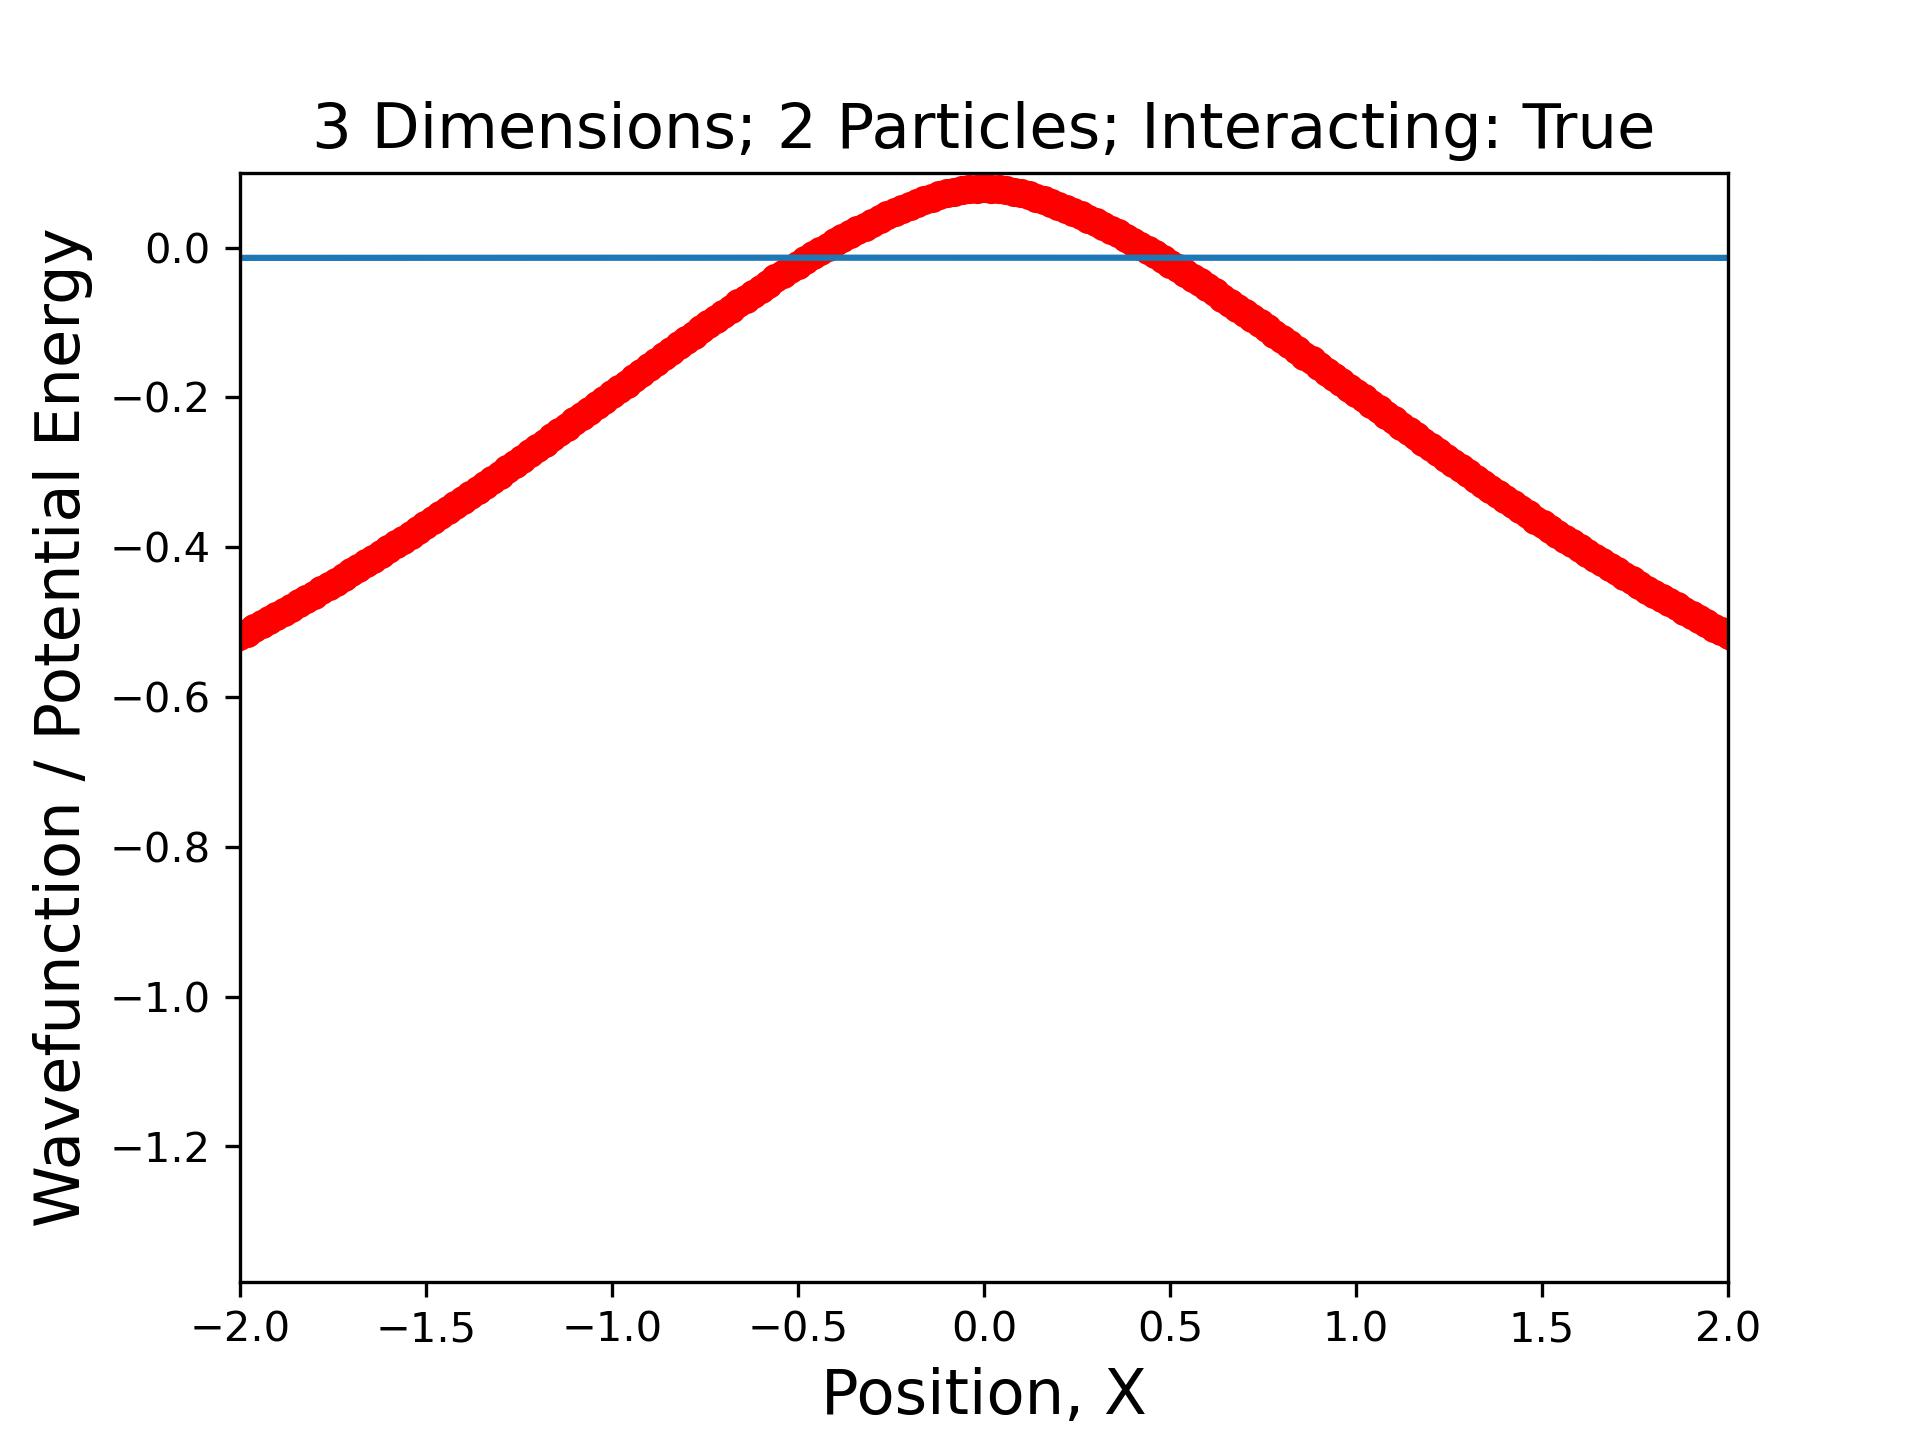 3 Dimensions; 2 Particles; Interacting: True
Wavefunction / Potential Energy
0.0
−0.2
−0.4
−0.6
−0.8
−1.0
−1.2
−2.0 −1.5 −1.0 −0.5 0.0 0.5 1.0 1.5 2.0
Position, X